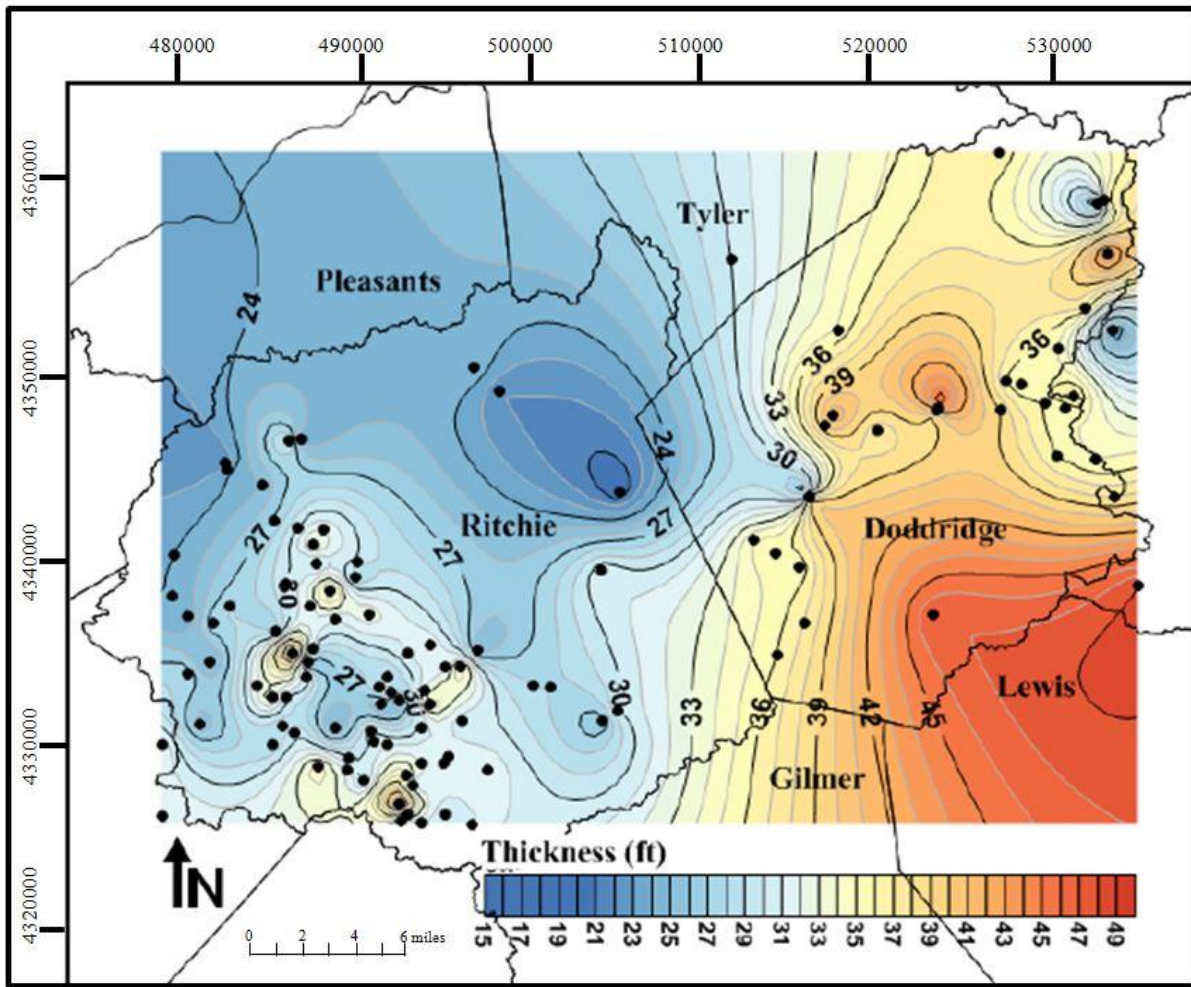 480000 490000 500000 510000 520000 530000
4360000
Tyler
Pleasants
24
36
4350000
36
39
33
24
30
Ritchie
27
27
27
Doddridge
4340000
30
27
Lewis
30
30
33
36
39
42
45
4330000
Gilmer
N
Thickness (ft)
4320000
0 2 4 6 miles
15 17 19 21 23 25 27 29 31 33 35 37 39 41 43 45 47 49